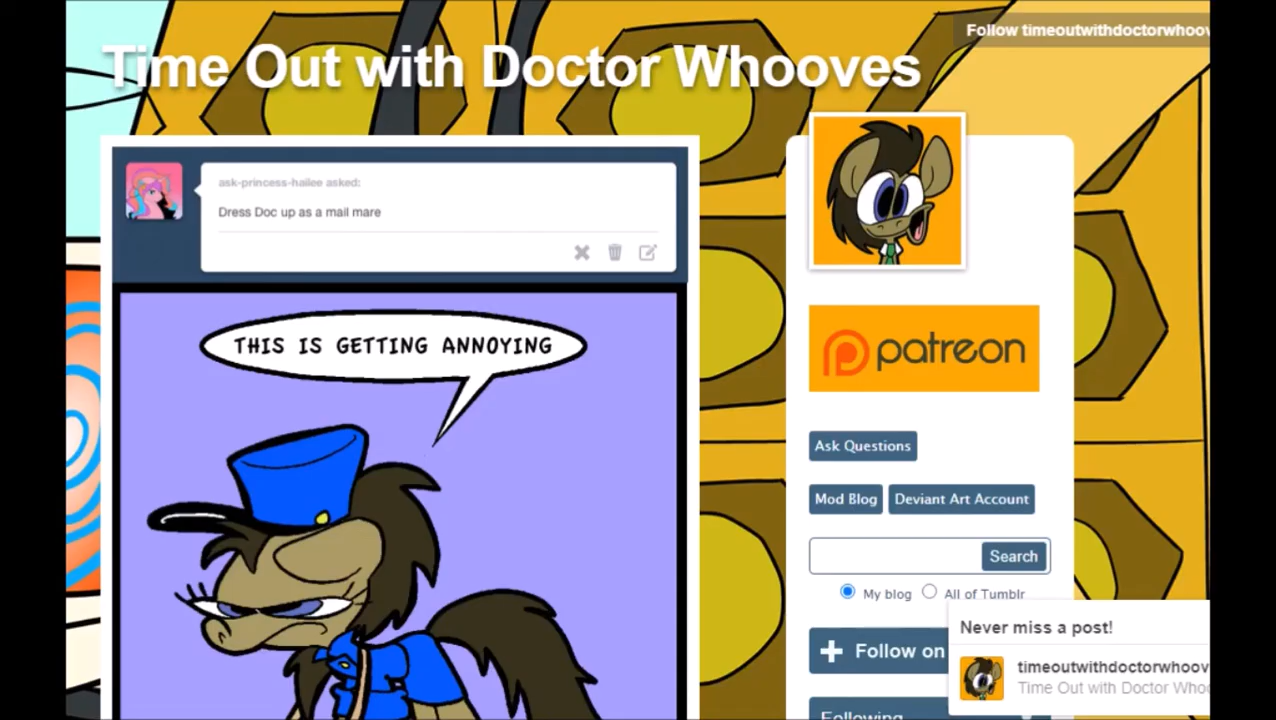 Follow timeoutwithdoctorwhoov
Time Out with Doctor Whooves
ask-princess-hailee asked:
Dress Doc up as a mail mare
THIS IS GETTING ANNOYING
patreon
Ask Questions
Mod Blog
Deviant Art Account
Search
My blog
All of Tumblr
Follow on
Never miss a post!
timeoutwithdoctorwhoov
Time Out with Doctor Whoo
Following